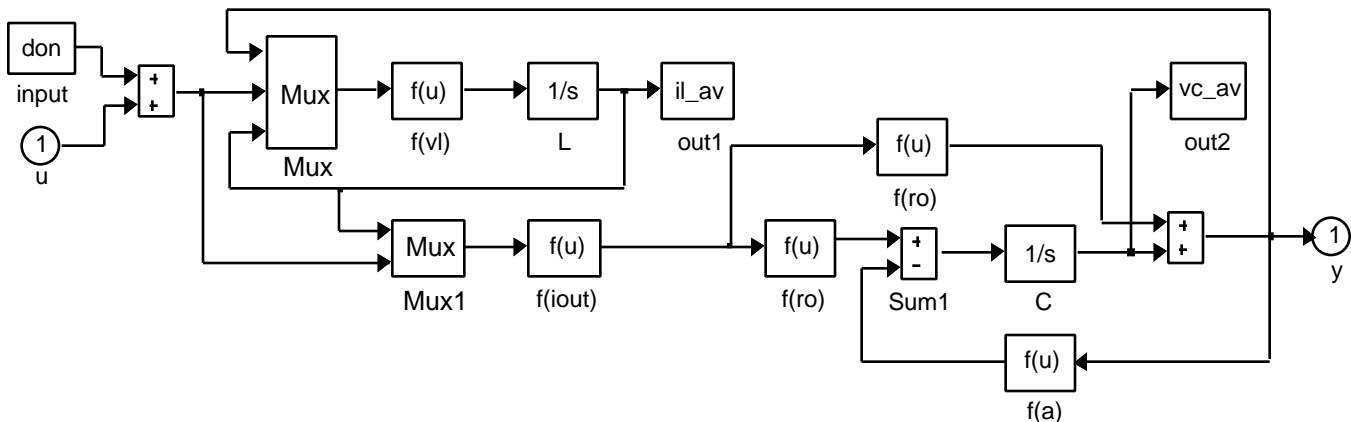 don
input
+
+
1
u
Mux
Mux
f(u)
f(vl)
1/s
L
il_av
out1
f(u)
f(ro)
vc_av
out2
Mux
Mux1
f(u)
f(iout)
f(u)
f(ro)
+
−
Sum1
1/s
C
+
+
1
y
f(u)
f(a)